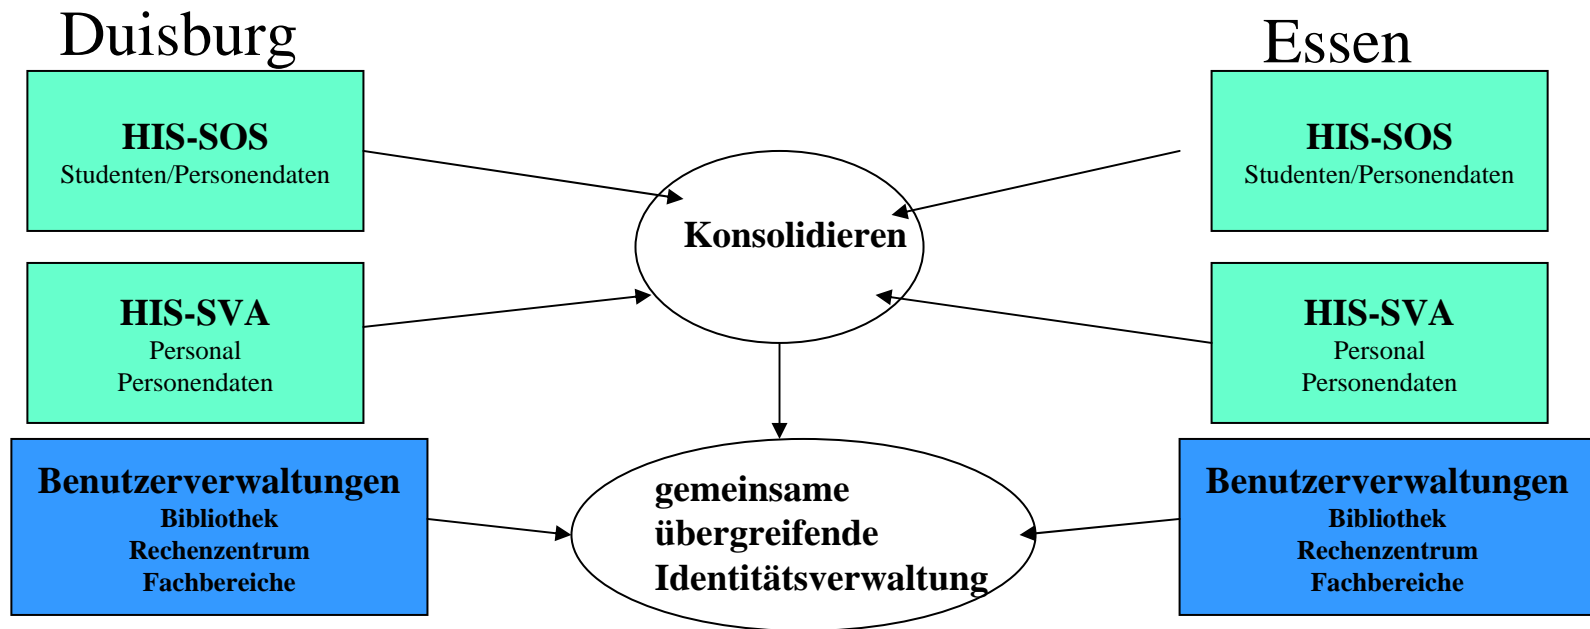 Duisburg
HIS-SOS
Studenten/Personendaten
HIS-SVA
Personal
Personendaten
Benutzerverwaltungen
Bibliothek
Rechenzentrum
Fachbereiche
Konsolidieren
gemeinsame
übergreifende
Identitätsverwaltung
Essen
HIS-SOS
Studenten/Personendaten
HIS-SVA
Personal
Personendaten
Benutzerverwaltungen
Bibliothek
Rechenzentrum
Fachbereiche